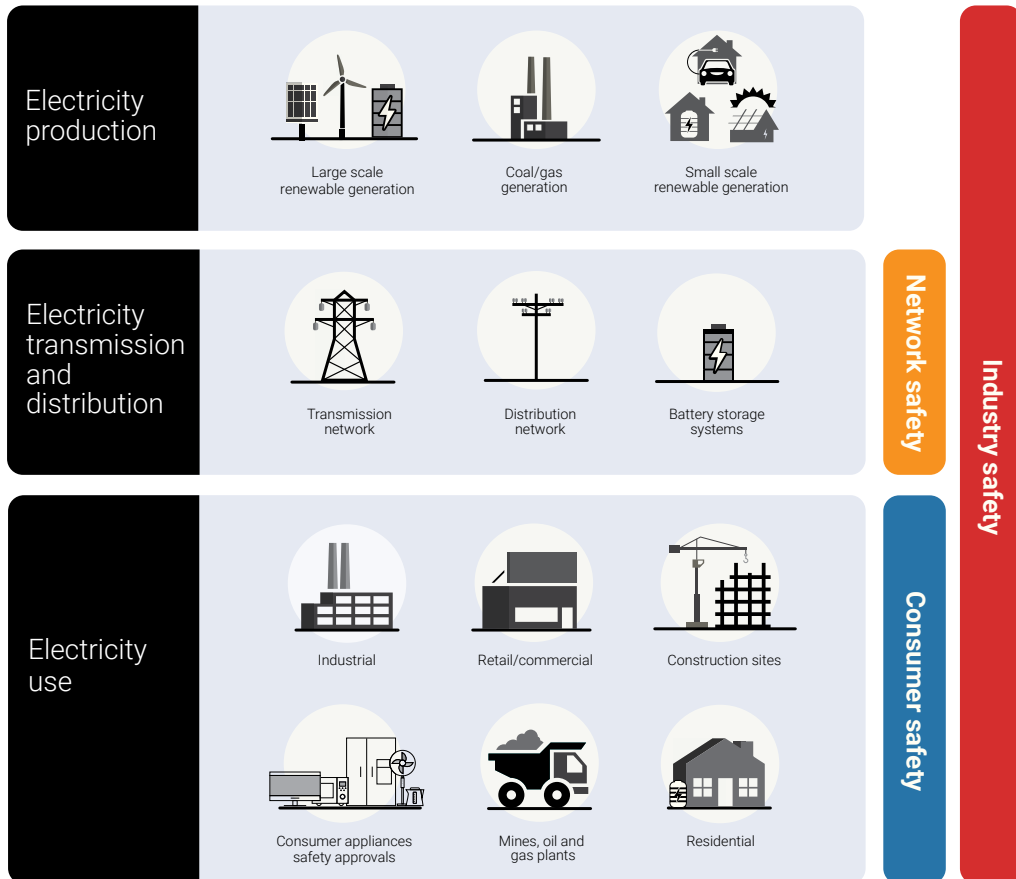 Electricity
production
Large scale
renewable generation
Coal/gas
generation
Small scale
renewable generation
Electricity
transmission
and
distribution
Transmission
network
Distribution
network
Battery storage
systems
Network safety
Industry safety
Electricity
use
Industrial
Retail/commercial
Construction sites
Consumer appliances
safety approvals
Mines, oil and
gas plants
Residential
Consumer safety